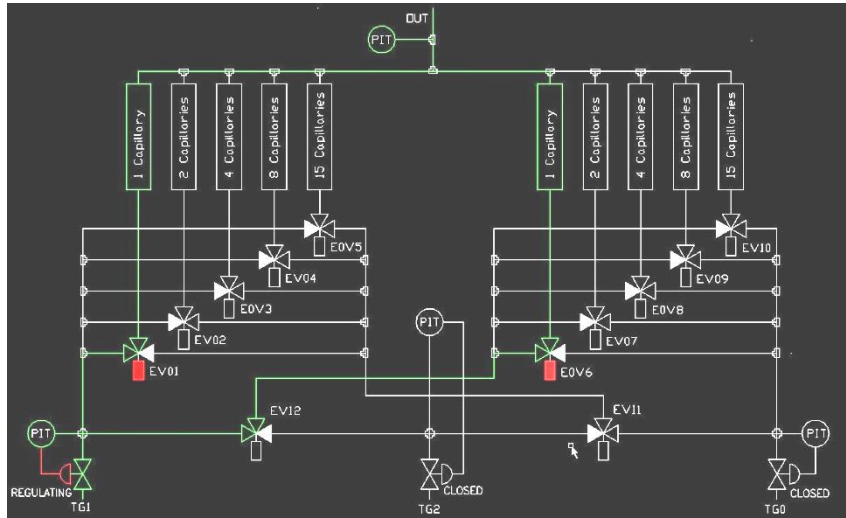 OUT
PIT
1 Capillary
2 Capillaries
4 Capillaries
8 Capillaries
15 Capillaries
1 Capillary
2 Capillaries
4 Capillaries
8 Capillaries
15 Capillaries
E0V5
EV10
EV04
EV09
E0V3
E0V8
EV02
PIT
EV07
EV01
E0V6
EV12
EV11
PIT
PIT
REGULATING
CLOSED
CLOSED
TG1
TG2
TG0